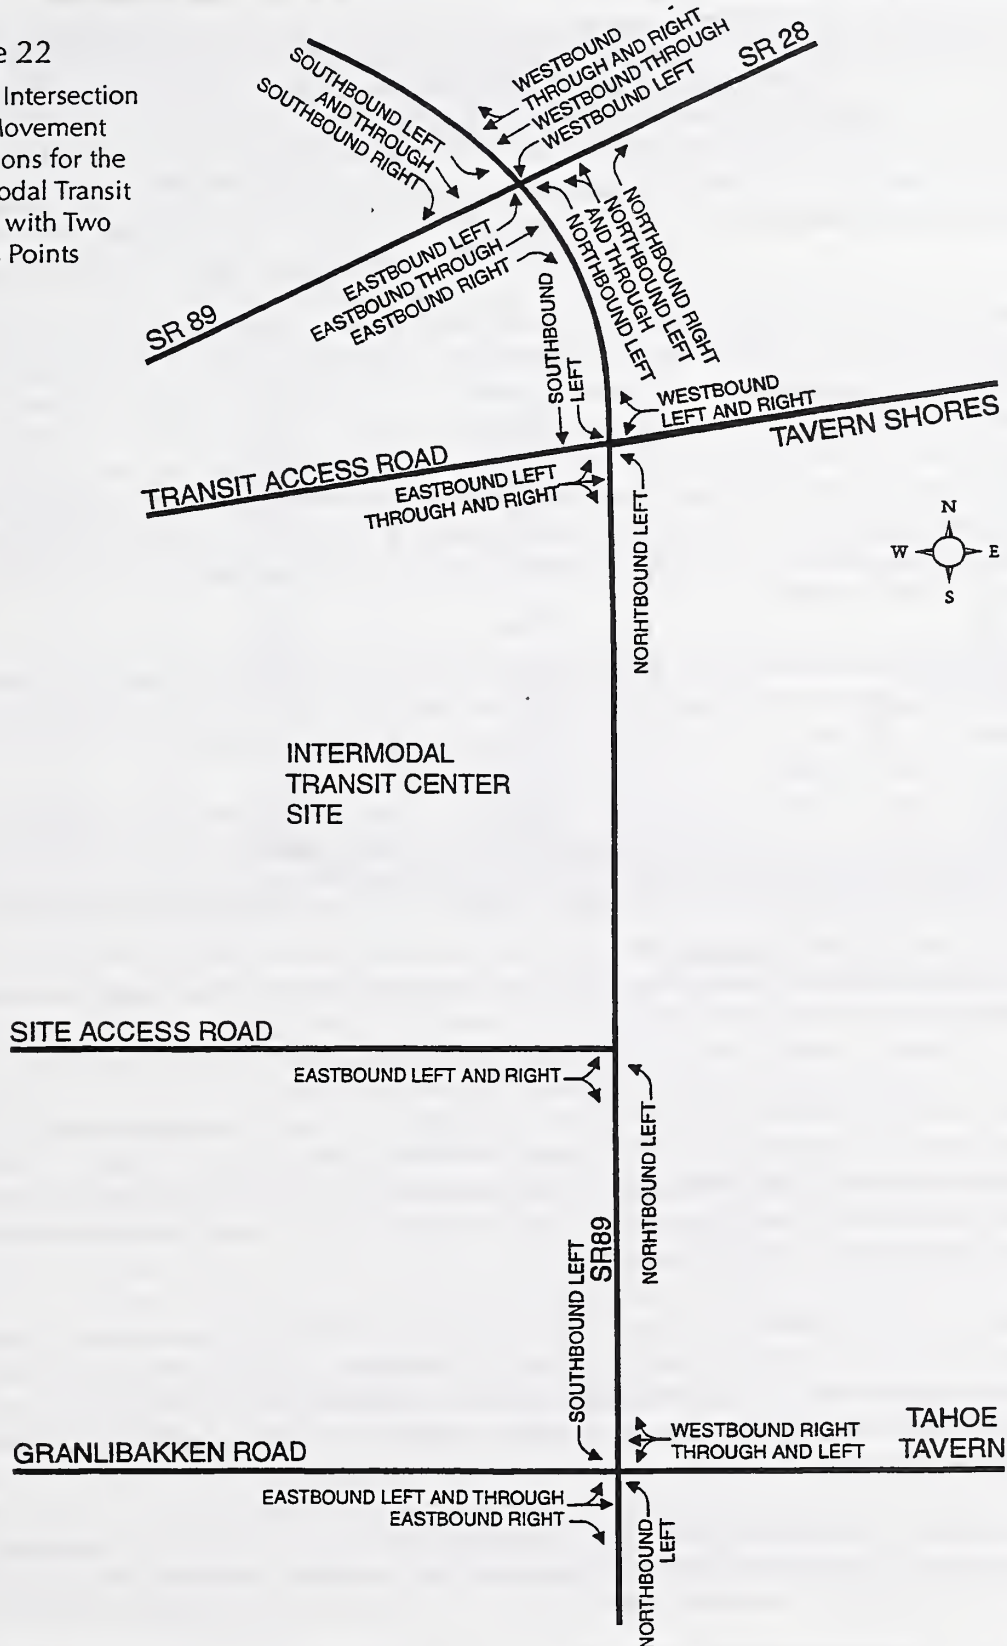 22
Intersection
for the
Transit
with Two
Points
SOUTHBOUND LEFT
AND THROUGH
SOUTHBOUND RIGHT
WESTBOUND
THROUGH AND RIGHT
WESTBOUND THROUGH
WESTBOUND LEFT
SR 28
SR 89
EASTBOUND LEFT
EASTBOUND THROUGH
EASTBOUND RIGHT
NORTHBOUND RIGHT
NORTHBOUND LEFT
AND THROUGH
NORTHBOUND LEFT
SOUTHBOUND
LEFT
WESTBOUND
LEFT AND RIGHT
TAVERN SHORES
TRANSIT ACCESS ROAD
EASTBOUND LEFT
THROUGH AND RIGHT
NORHTBOUND LEFT
N
W
E
S
INTERMODAL
TRANSIT CENTER
SITE
SITE ACCESS ROAD
EASTBOUND LEFT AND RIGHT
NORHTBOUND LEFT
SR89
SOUTHBOUND LEFT
GRANLIBAKKEN ROAD
WESTBOUND RIGHT
THROUGH AND LEFT
TAHOE
TAVERN
EASTBOUND LEFT AND THROUGH
EASTBOUND RIGHT
NORTHBOUND
LEFT